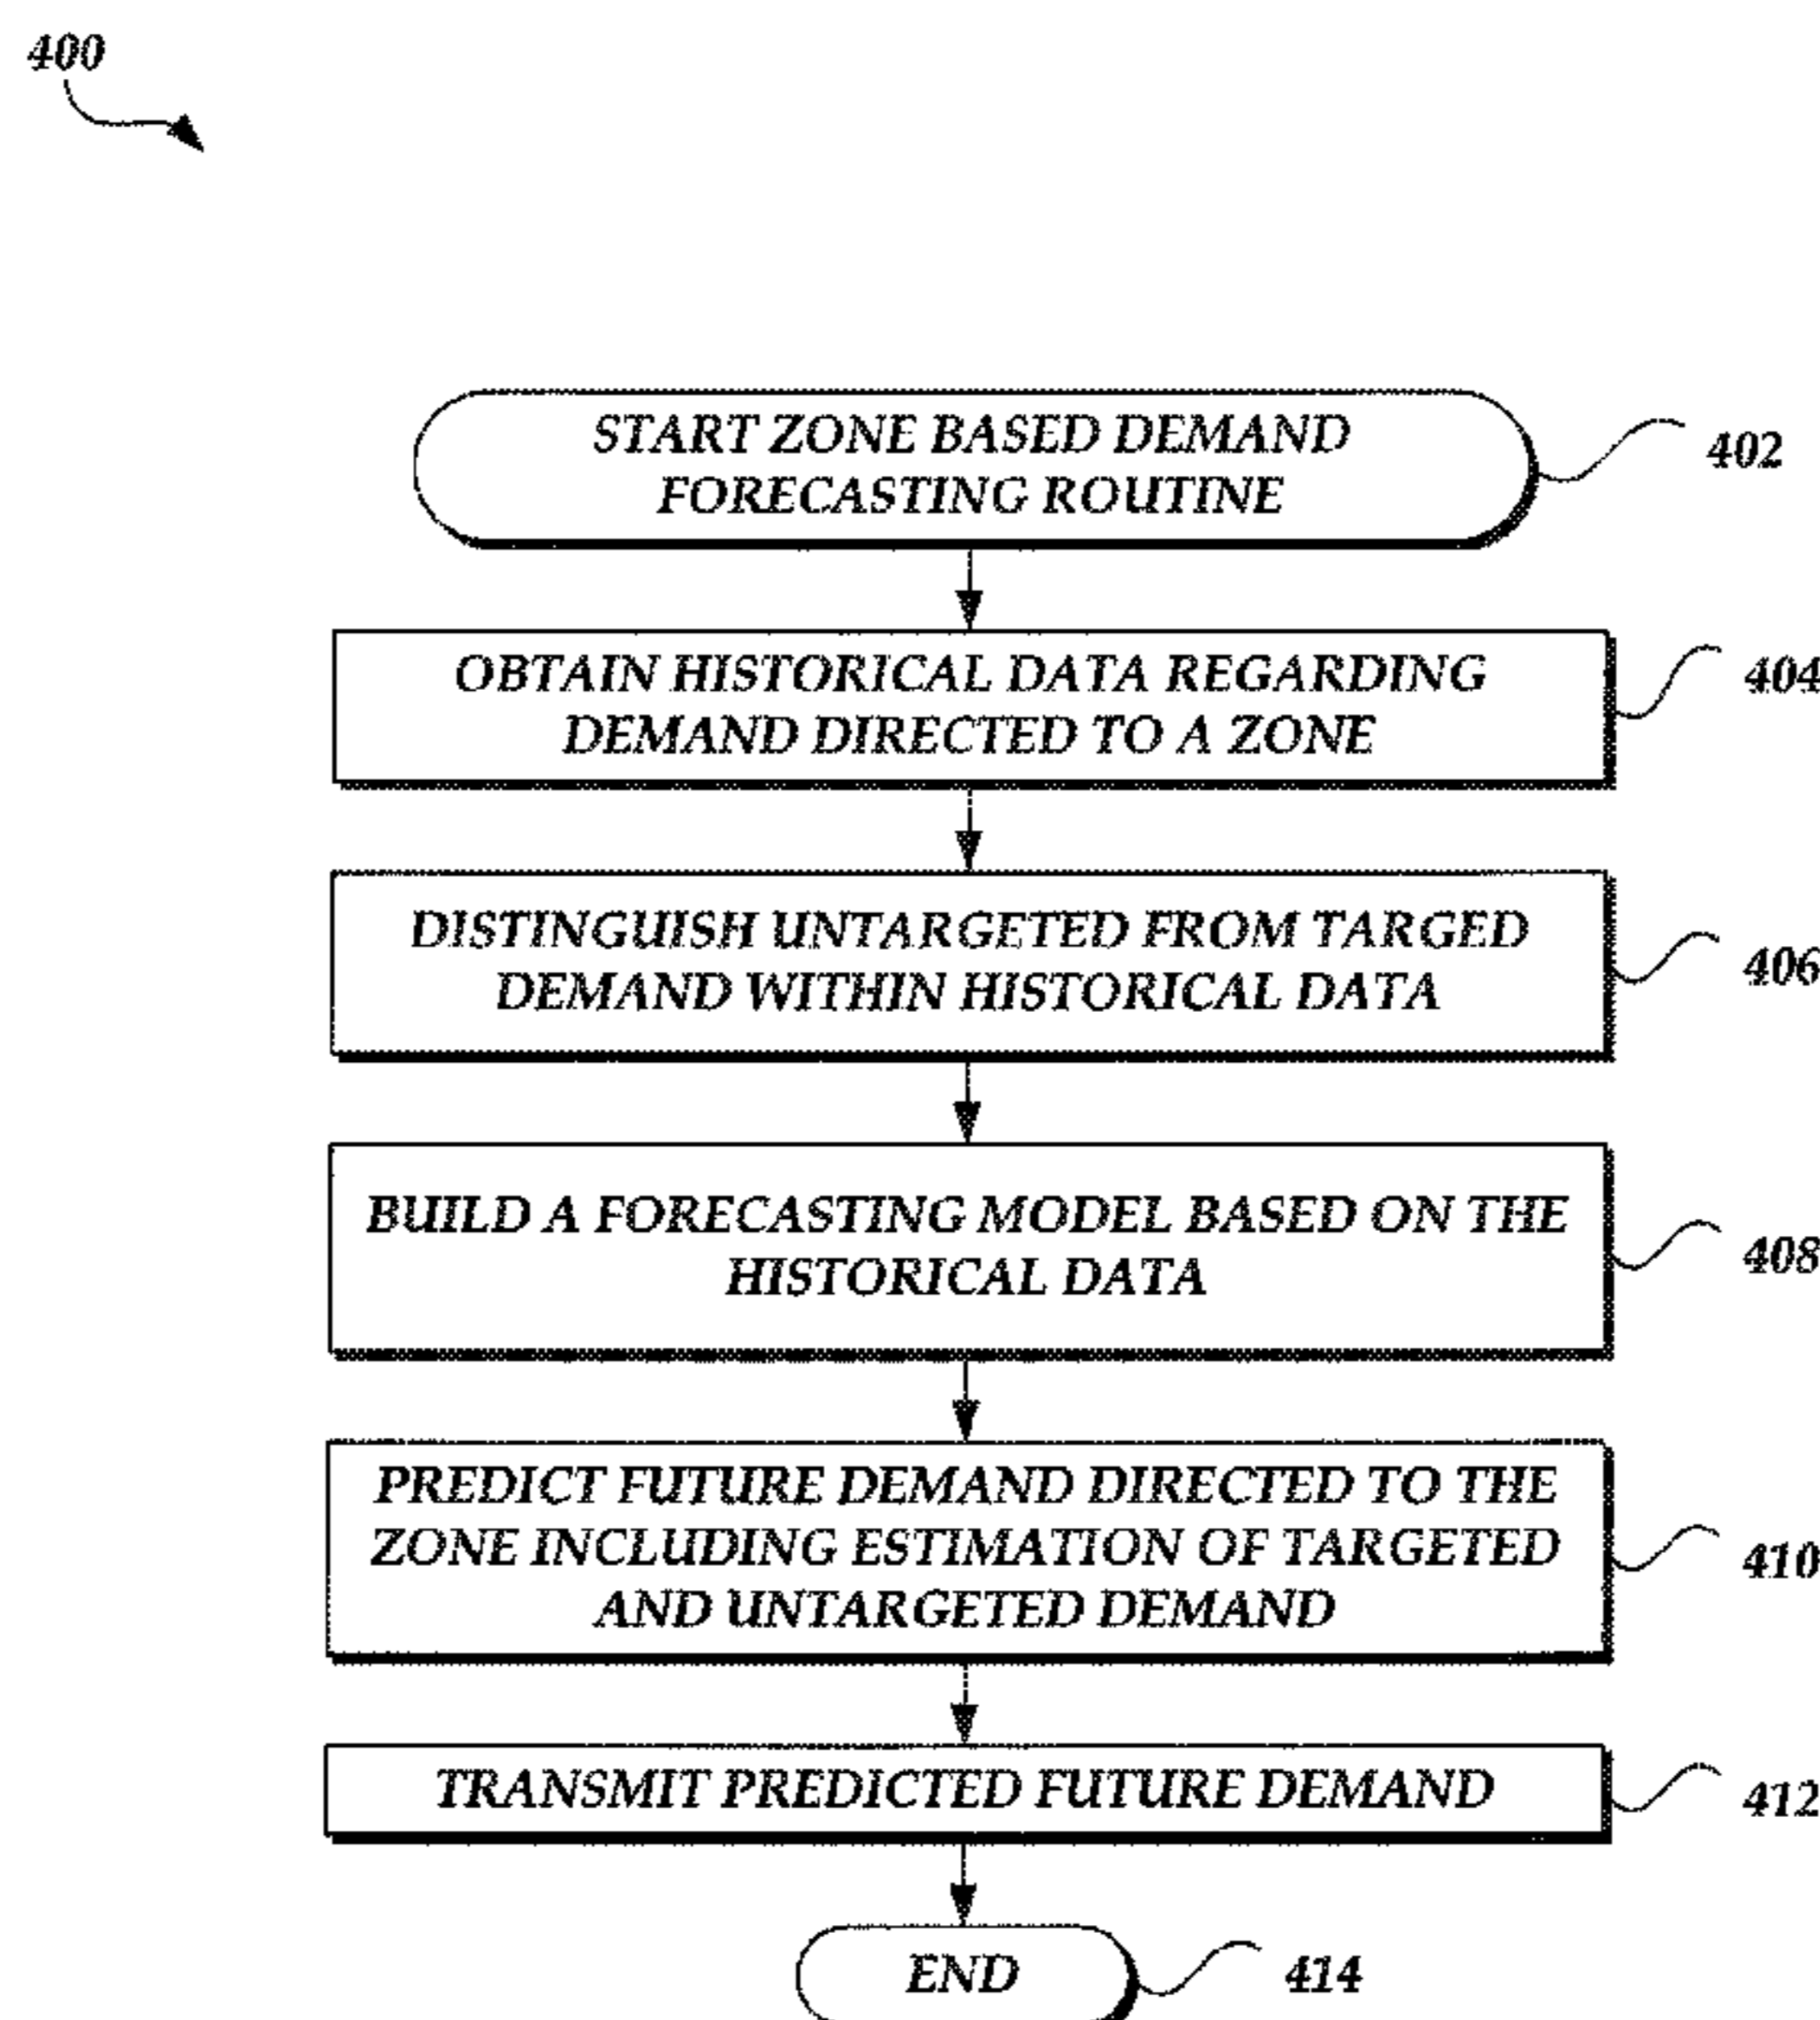 400
START ZONE BASED DEMAND
FORECASTING ROUTINE
402
OBTAIN HISTORICAL DATA REGARDING
DEMAND DIRECTED TO A ZONE
404
DISTINGUISH UNTARGETED FROM TARGED
DEMAND WITHIN HISTORICAL DATA
406
BUILD A FORECASTING MODEL BASED ON THE
HISTORICAL DATA
408
PREDICT FUTURE DEMAND DIRECTED TO THE
ZONE INCLUDING ESTIMATION OF TARGETED
AND UNTARGETED DEMAND
410
TRANSMIT PREDICTED FUTURE DEMAND
412
END
414